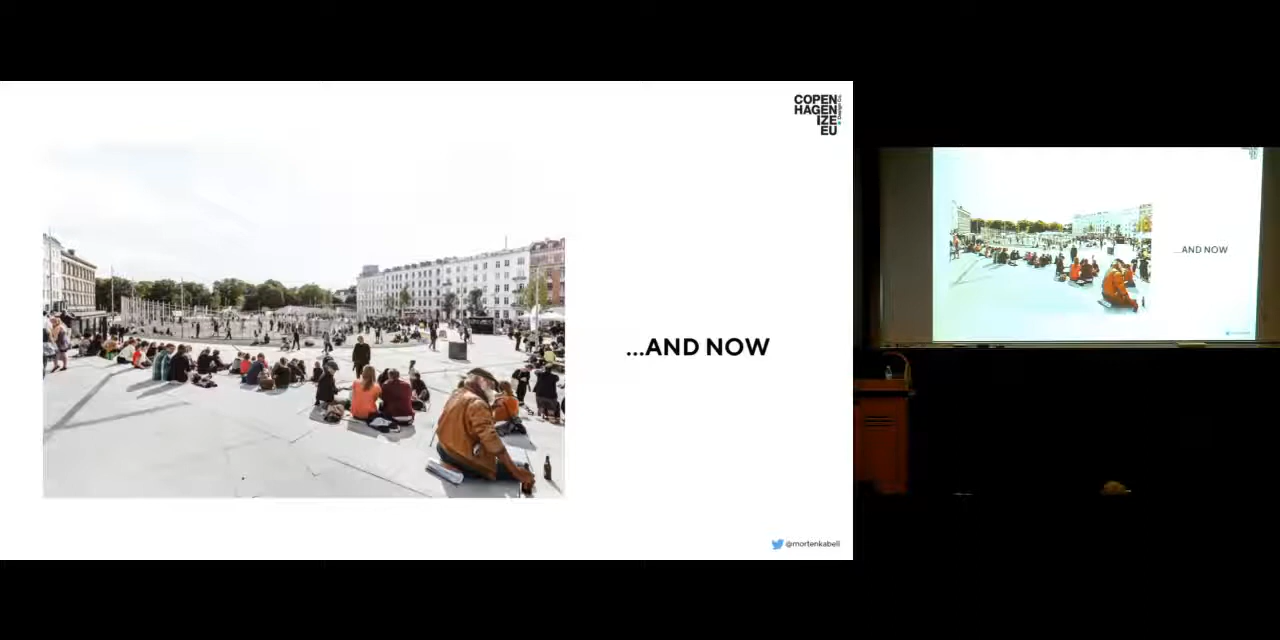 COPEN
HAGEN
IZE
EU
...AND NOW
@mortenkabell
...AND NOW